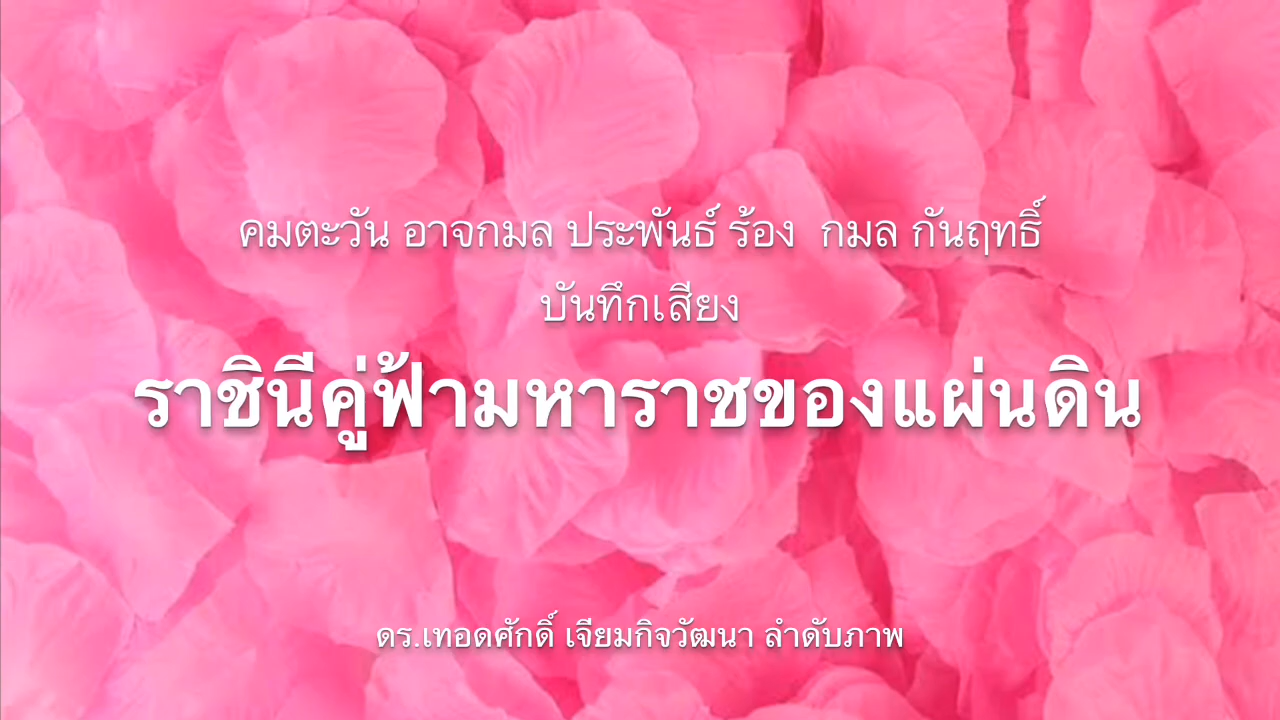 คมตะวัน อาจกมล ประพันธ์ ร้อง  กมล กันฤทธิ์
บันทึกเสียง
ราชินีคู่ฟ้ามหาราชของแผ่นดิน
ดร.เทอดศักดิ์ เจียมกิจวัฒนา ลำดับภาพ